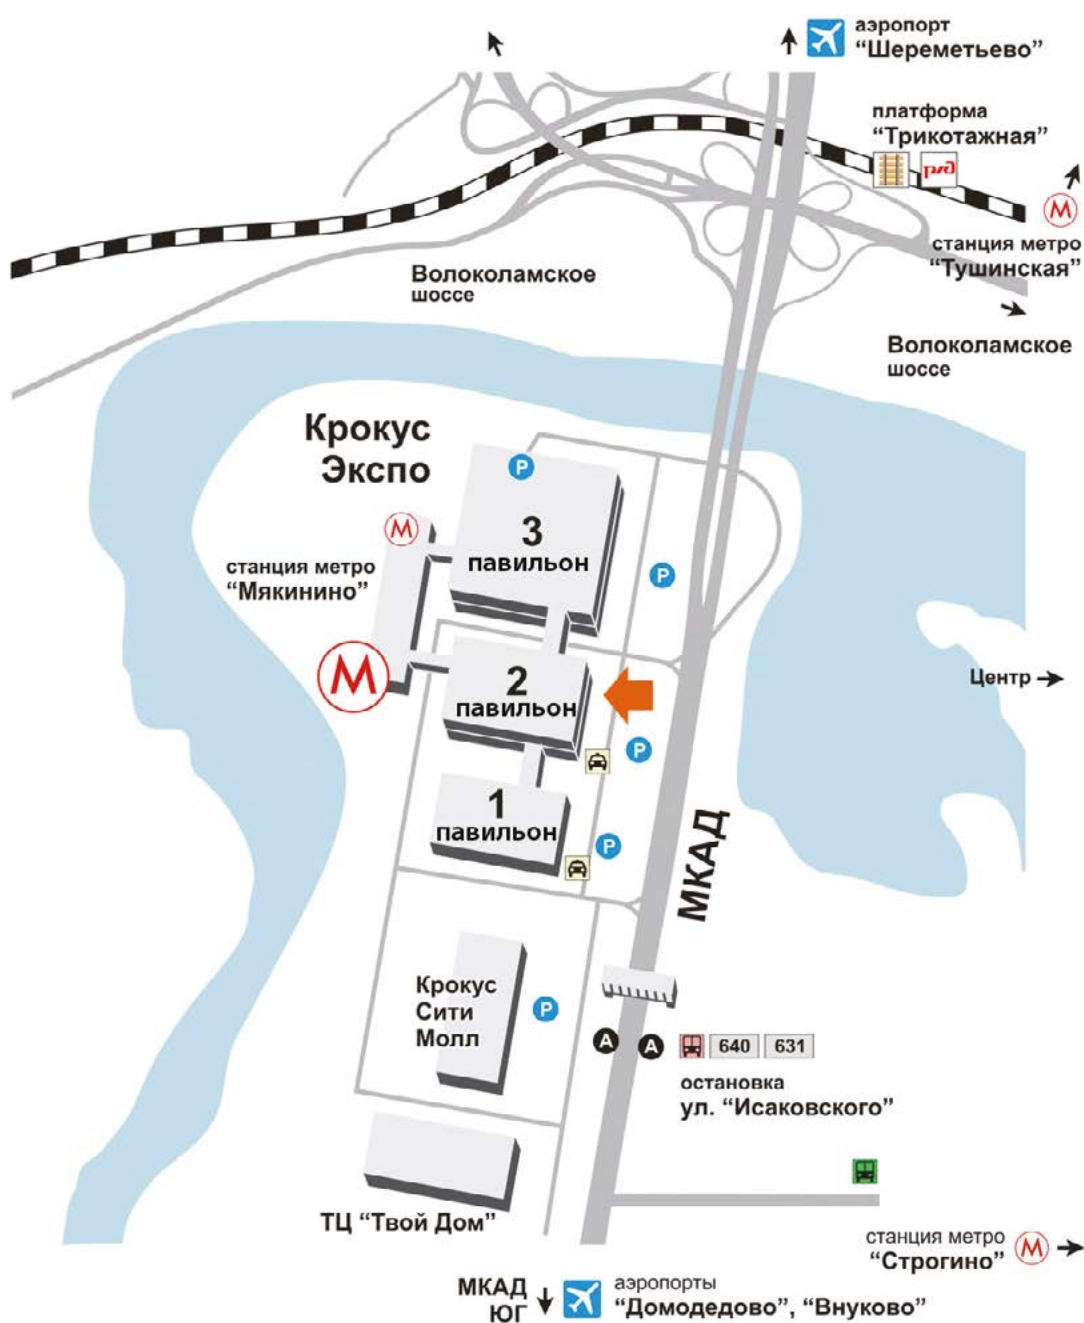 аэропорт
“Шереметьево”
платформа
“Трикотажная”
ржд
М
станция метро
“Тушинская”
Волоколамское
шоссе
Волоколамское
шоссе
Крокус
Экспо
P
3
павильон
М
станция метро
“Мякинино”
P
М
2
павильон
Центр
P
1
павильон
P
МКАД
Крокус
Сити
Молл
P
А
А
640
631
остановка
ул. “Исаковского”
ТЦ “Твой Дом”
станция метро
“Строгино”
М
МКАД
ЮГ
аэропорты
“Домодедово”, “Внуково”